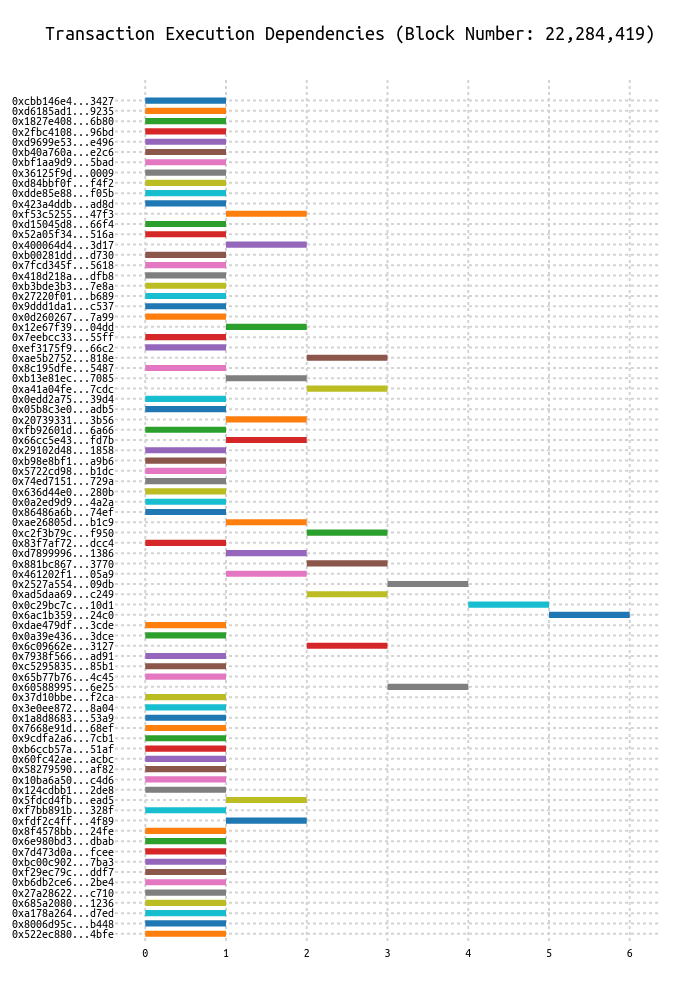 Transaction Execution Dependencies (Block Number: 22,284,419)
0xcbb146e4...3427
0xd6185ad1...9235
0x1827e408...6b80
0x2fbc4108...96bd
0xd9699e53...e496
0xb40a760a...e2c6
0xbf1aa9d9...5bad
0x36125f9d...0009
0xd84bbf0f...f4f2
0xdde85e88...f05b
0x423a4ddb...ad8d
0xf53c5255...47f3
0xd15045d8...66f4
0x52a05f34...516a
0x400064d4...3d17
0xb00281dd...d730
0x7fcd345f...5618
0x418d218a...dfb8
0xb3bde3b3...7e8a
0x27220f01...b689
0x9ddd1da1...c537
0x0d260267...7a99
0x12e67f39...04dd
0x7eebcc33...55ff
0xef3175f9...66c2
0xae5b2752...818e
0x8c195dfe...5487
0xb13e81ec...7085
0xa41a04fe...7cdc
0x0edd2a75...39d4
0x05b8c3e0...adb5
0x20739331...3b56
0xfb92601d...6a66
0x66cc5e43...fd7b
0x29102d48...1858
0xb98e8bf1...a9b6
0x5722cd98...b1dc
0x74ed7151...729a
0x636d44e0...280b
0x0a2ed9d9...4a2a
0x86486a6b...74ef
0xae26805d...b1c9
0xc2f3b79c...f950
0x83f7af72...dcc4
0xd7899996...1386
0x881bc867...3770
0x461202f1...05a9
0x2527a554...09db
0xad5daa69...c249
0x0c29bc7c...10d1
0x6ac1b359...24c0
0xdae479df...3cde
0x0a39e436...3dce
0x6c09662e...3127
0x7938f566...ad91
0xc5295835...85b1
0x65b77b76...4c45
0x60588995...6e25
0x37d10bbe...f2ca
0x3e0ee872...8a04
0x1a8d8683...53a9
0x7668e91d...68ef
0x9cdfa2a6...7cb1
0xb6ccb57a...51af
0x60fc42ae...acbc
0x58279590...af82
0x10ba6a50...c4d6
0x124cdbb1...2de8
0x5fdcd4fb...ead5
0xf7bb891b...328f
0xfdf2c4ff...4f89
0x8f4578bb...24fe
0x6e980bd3...dbab
0x7d473d0a...fcee
0xbc00c902...7ba3
0xf29ec79c...ddf7
0xb6db2ce6...2be4
0x27a28622...c710
0x685a2080...1236
0xa178a264...d7ed
0x8006d95c...b448
0x522ec880...4bfe
0 1 2 3 4 5 6